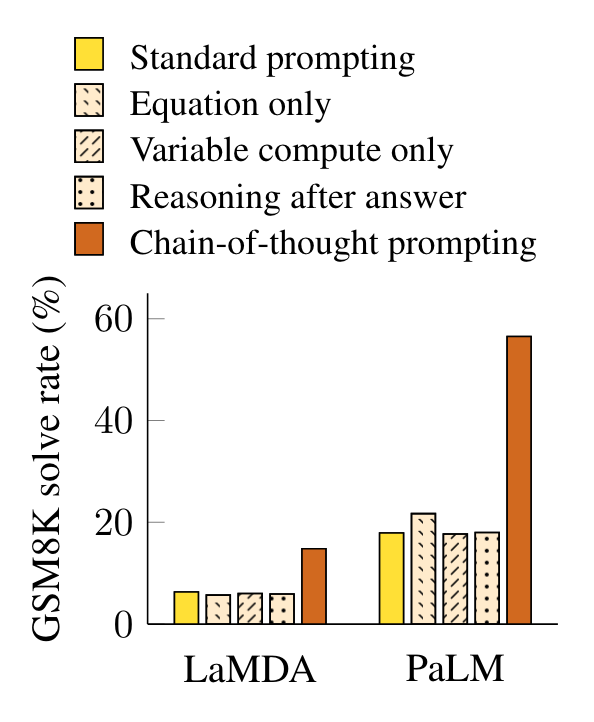 Standard prompting
Equation only
Variable compute only
Reasoning after answer
Chain-of-thought prompting
GSM8K solve rate (%)
60
40
20
0
LaMDA PaLM